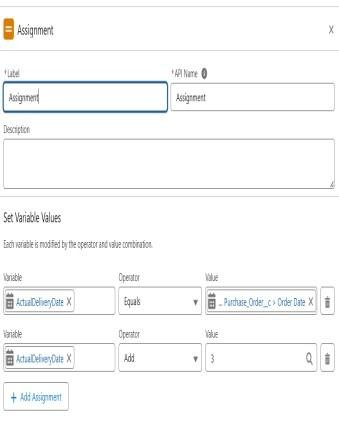 Assignment
*Label
*API Name
Assignment
Assignment
Description
Set Variable Values
Each variable is modified by the operator and value combination.
Variable
Operator
Value
ActualDeliveryDate X
Equals
... Purchase_Order__c > Order Date X
Variable
Operator
Value
ActualDeliveryDate X
Add
3
+ Add Assignment